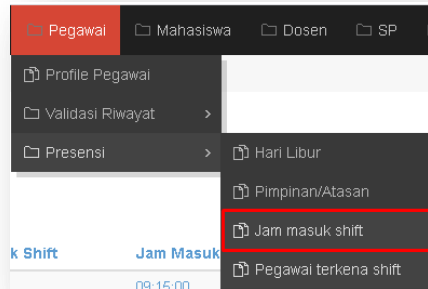 Pegawai Mahasiswa Dosen SP
Profile Pegawai
Validasi Riwayat
Presensi
Hari Libur
Pimpinan/Atasan
Jam masuk shift
Pegawai terkena shift
k Shift Jam Masuk
09:15:00